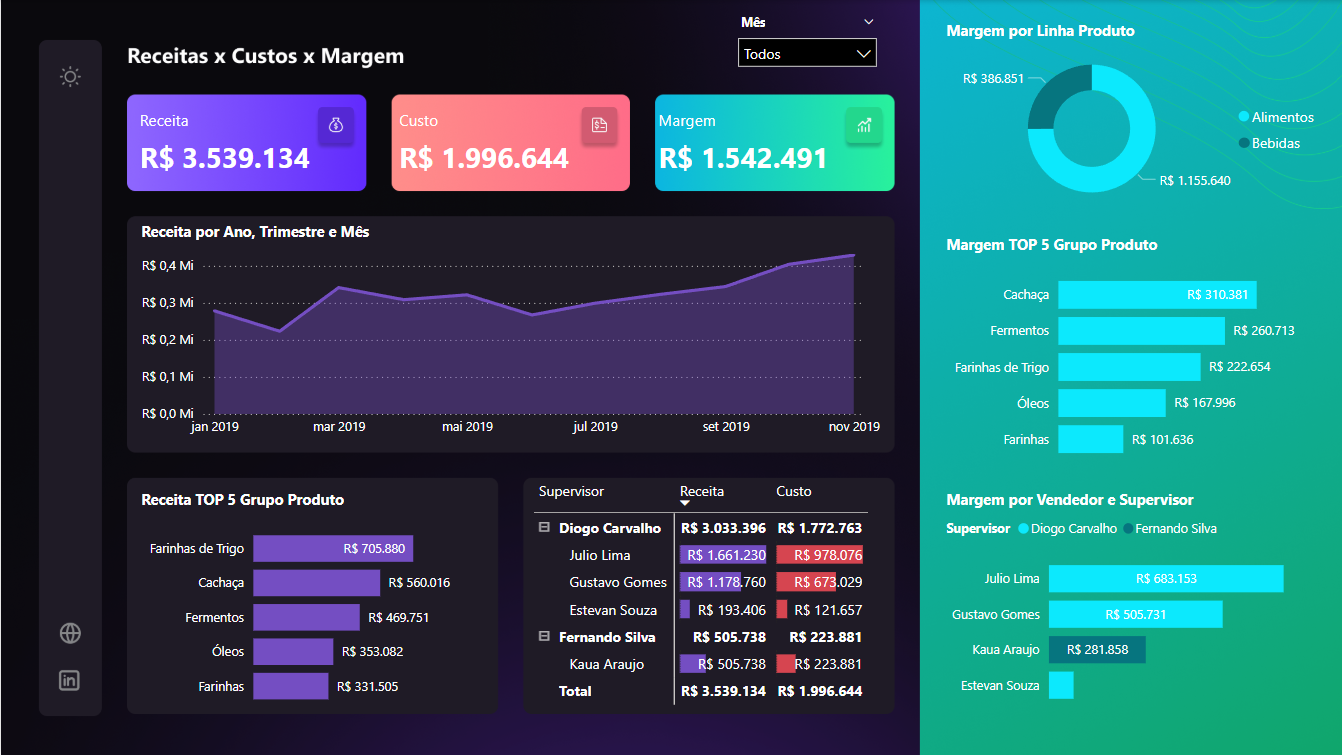 Mês
Todos
Receitas x Custos x Margem
Receita
R$ 3.539.134
Custo
R$ 1.996.644
Margem
R$ 1.542.491
Receita por Ano, Trimestre e Mês
R$ 0,4 Mi
R$ 0,3 Mi
R$ 0,2 Mi
R$ 0,1 Mi
R$ 0,0 Mi
jan 2019 mar 2019 mai 2019 jul 2019 set 2019 nov 2019
Receita TOP 5 Grupo Produto
Farinhas de Trigo R$ 705.880
Cachaça R$ 560.016
Fermentos R$ 469.751
Óleos R$ 353.082
Farinhas R$ 331.505
Supervisor Receita Custo
Diogo Carvalho R$ 3.033.396 R$ 1.772.763
Julio Lima R$ 1.661.230 R$ 978.076
Gustavo Gomes R$ 1.178.760 R$ 673.029
Estevan Souza R$ 193.406 R$ 121.657
Fernando Silva R$ 505.738 R$ 223.881
Kaua Araujo R$ 505.738 R$ 223.881
Total R$ 3.539.134 R$ 1.996.644
in
Margem por Linha Produto
R$ 386.851
R$ 1.155.640
Alimentos
Bebidas
Margem TOP 5 Grupo Produto
Cachaça R$ 310.381
Fermentos R$ 260.713
Farinhas de Trigo R$ 222.654
Óleos R$ 167.996
Farinhas R$ 101.636
Margem por Vendedor e Supervisor
Supervisor Diogo Carvalho Fernando Silva
Julio Lima R$ 683.153
Gustavo Gomes R$ 505.731
Kaua Araujo R$ 281.858
Estevan Souza